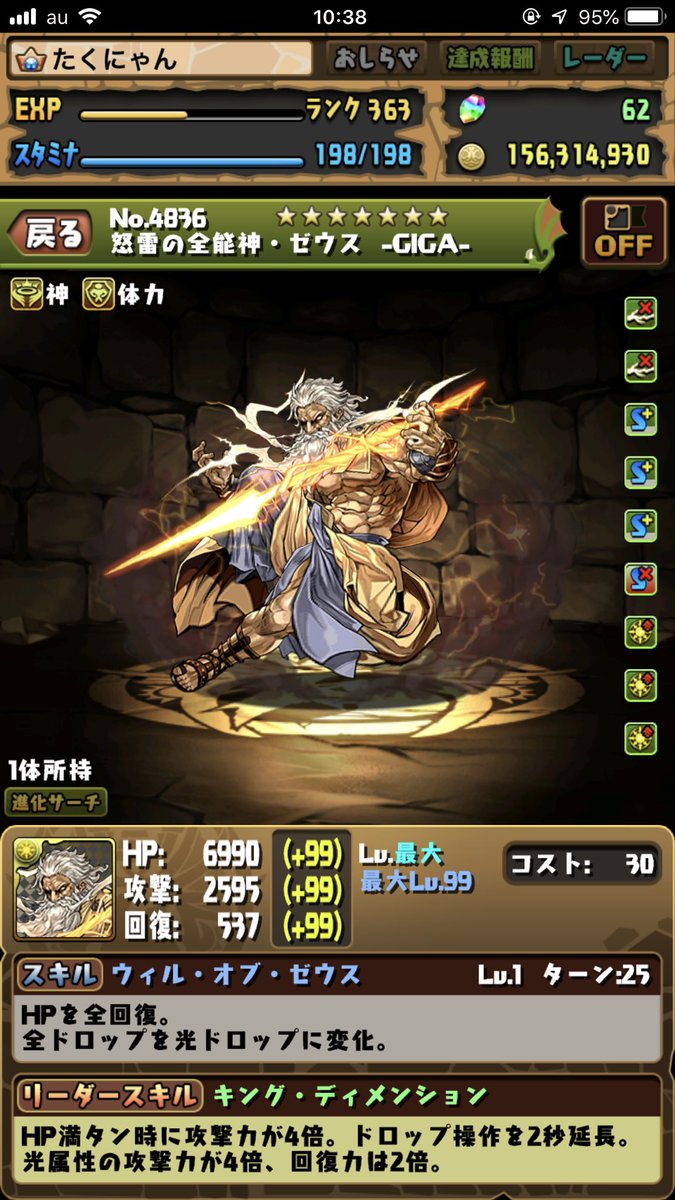 au 10:38 95%
たくにゃん おしらせ 達成報酬 レーダー
EXP ランク363 62
スタミナ 198/198 156,314,930
戻る No.4836 ★★★★★★★ OFF
怒雷の全能神・ゼウス -GIGA-
神 体力
1体所持
進化サーチ
HP: 6990 (+99) Lv.最大 コスト: 30
攻撃: 2595 (+99) 最大Lv.99
回復: 537 (+99)
スキル ウィル・オブ・ゼウス Lv.1 ターン:25
HPを全回復。
全ドロップを光ドロップに変化。
リーダースキル キング・ディメンション
HP満タン時に攻撃力が4倍。ドロップ操作を2秒延長。
光属性の攻撃力が4倍、回復力は2倍。